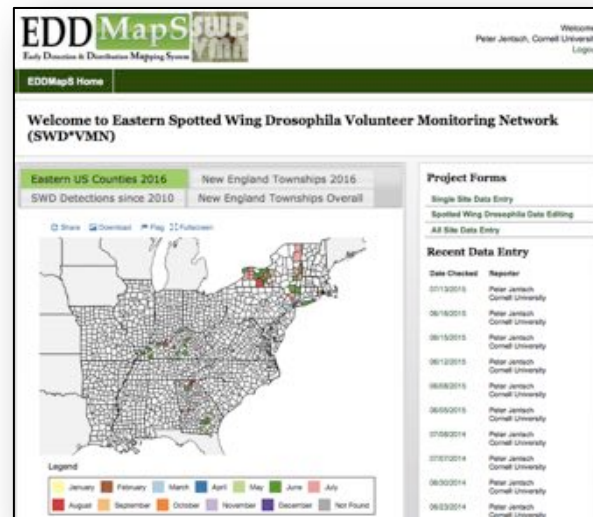 EDD MapS SWD VMN
Early Detection & Distribution Mapping System
Welcome
Peter Jentsch, Cornell Universit
Logou
EDDMapS Home
Welcome to Eastern Spotted Wing Drosophila Volunteer Monitoring Network
(SWD*VMN)
Eastern US Counties 2016 New England Townships 2016
SWD Detections since 2010 New England Townships Overall
Share Download Flag Fullscreen
Legend
January February March April May June July
August September October November December Not Found
Project Forms
Single Site Data Entry
Spotted Wing Drosophila Data Editing
All Site Data Entry
Recent Data Entry
Date Checked Reporter
07/13/2015 Peter Jentsch
Cornell University
06/18/2015 Peter Jentsch
Cornell University
06/15/2015 Peter Jentsch
Cornell University
06/12/2015 Peter Jentsch
Cornell University
06/08/2015 Peter Jentsch
Cornell University
06/05/2015 Peter Jentsch
Cornell University
07/08/2014 Peter Jentsch
Cornell University
07/07/2014 Peter Jentsch
Cornell University
06/30/2014 Peter Jentsch
Cornell University
06/23/2014 Peter Jentsch
Cornell University